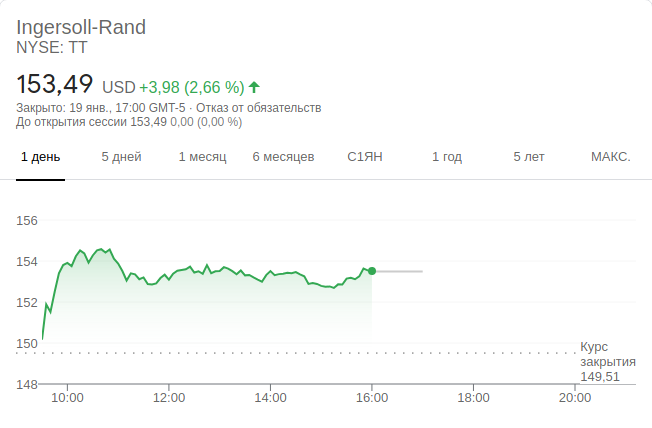 Ingersoll-Rand
NYSE: TT
153,49 USD +3,98 (2,66 %)
Закрыто: 19 янв., 17:00 GMT-5 · Отказ от обязательств
До открытия сессии 153,49 0,00 (0,00 %)
1 день 5 дней 1 месяц 6 месяцев С1ЯН 1 год 5 лет МАКС.
156
154
152
150
Курс
закрытия
149,51
148
10:00 12:00 14:00 16:00 18:00 20:00